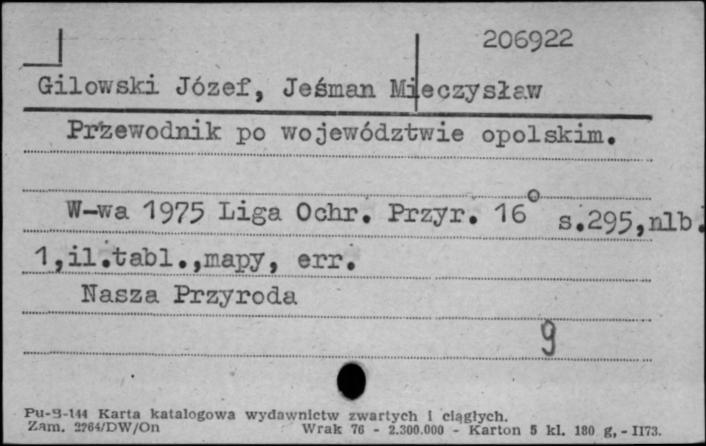 206922
Gilowski Józef, Jeśman Mieczysław
Przewodnik po województwie opolskim.
W-wa 1975 Liga Ochr. Przyr. 16° s.295,nlb.
1,il.tabl.,mapy, err.
Nasza Przyroda
9
Pu-B-144 Karta katalogowa wydawnictw zwartych i ciągłych.
Zam. 2264/DW/On Wrak 76 - 2.300.000 - Karton 5 kl. 180 g, - II73.